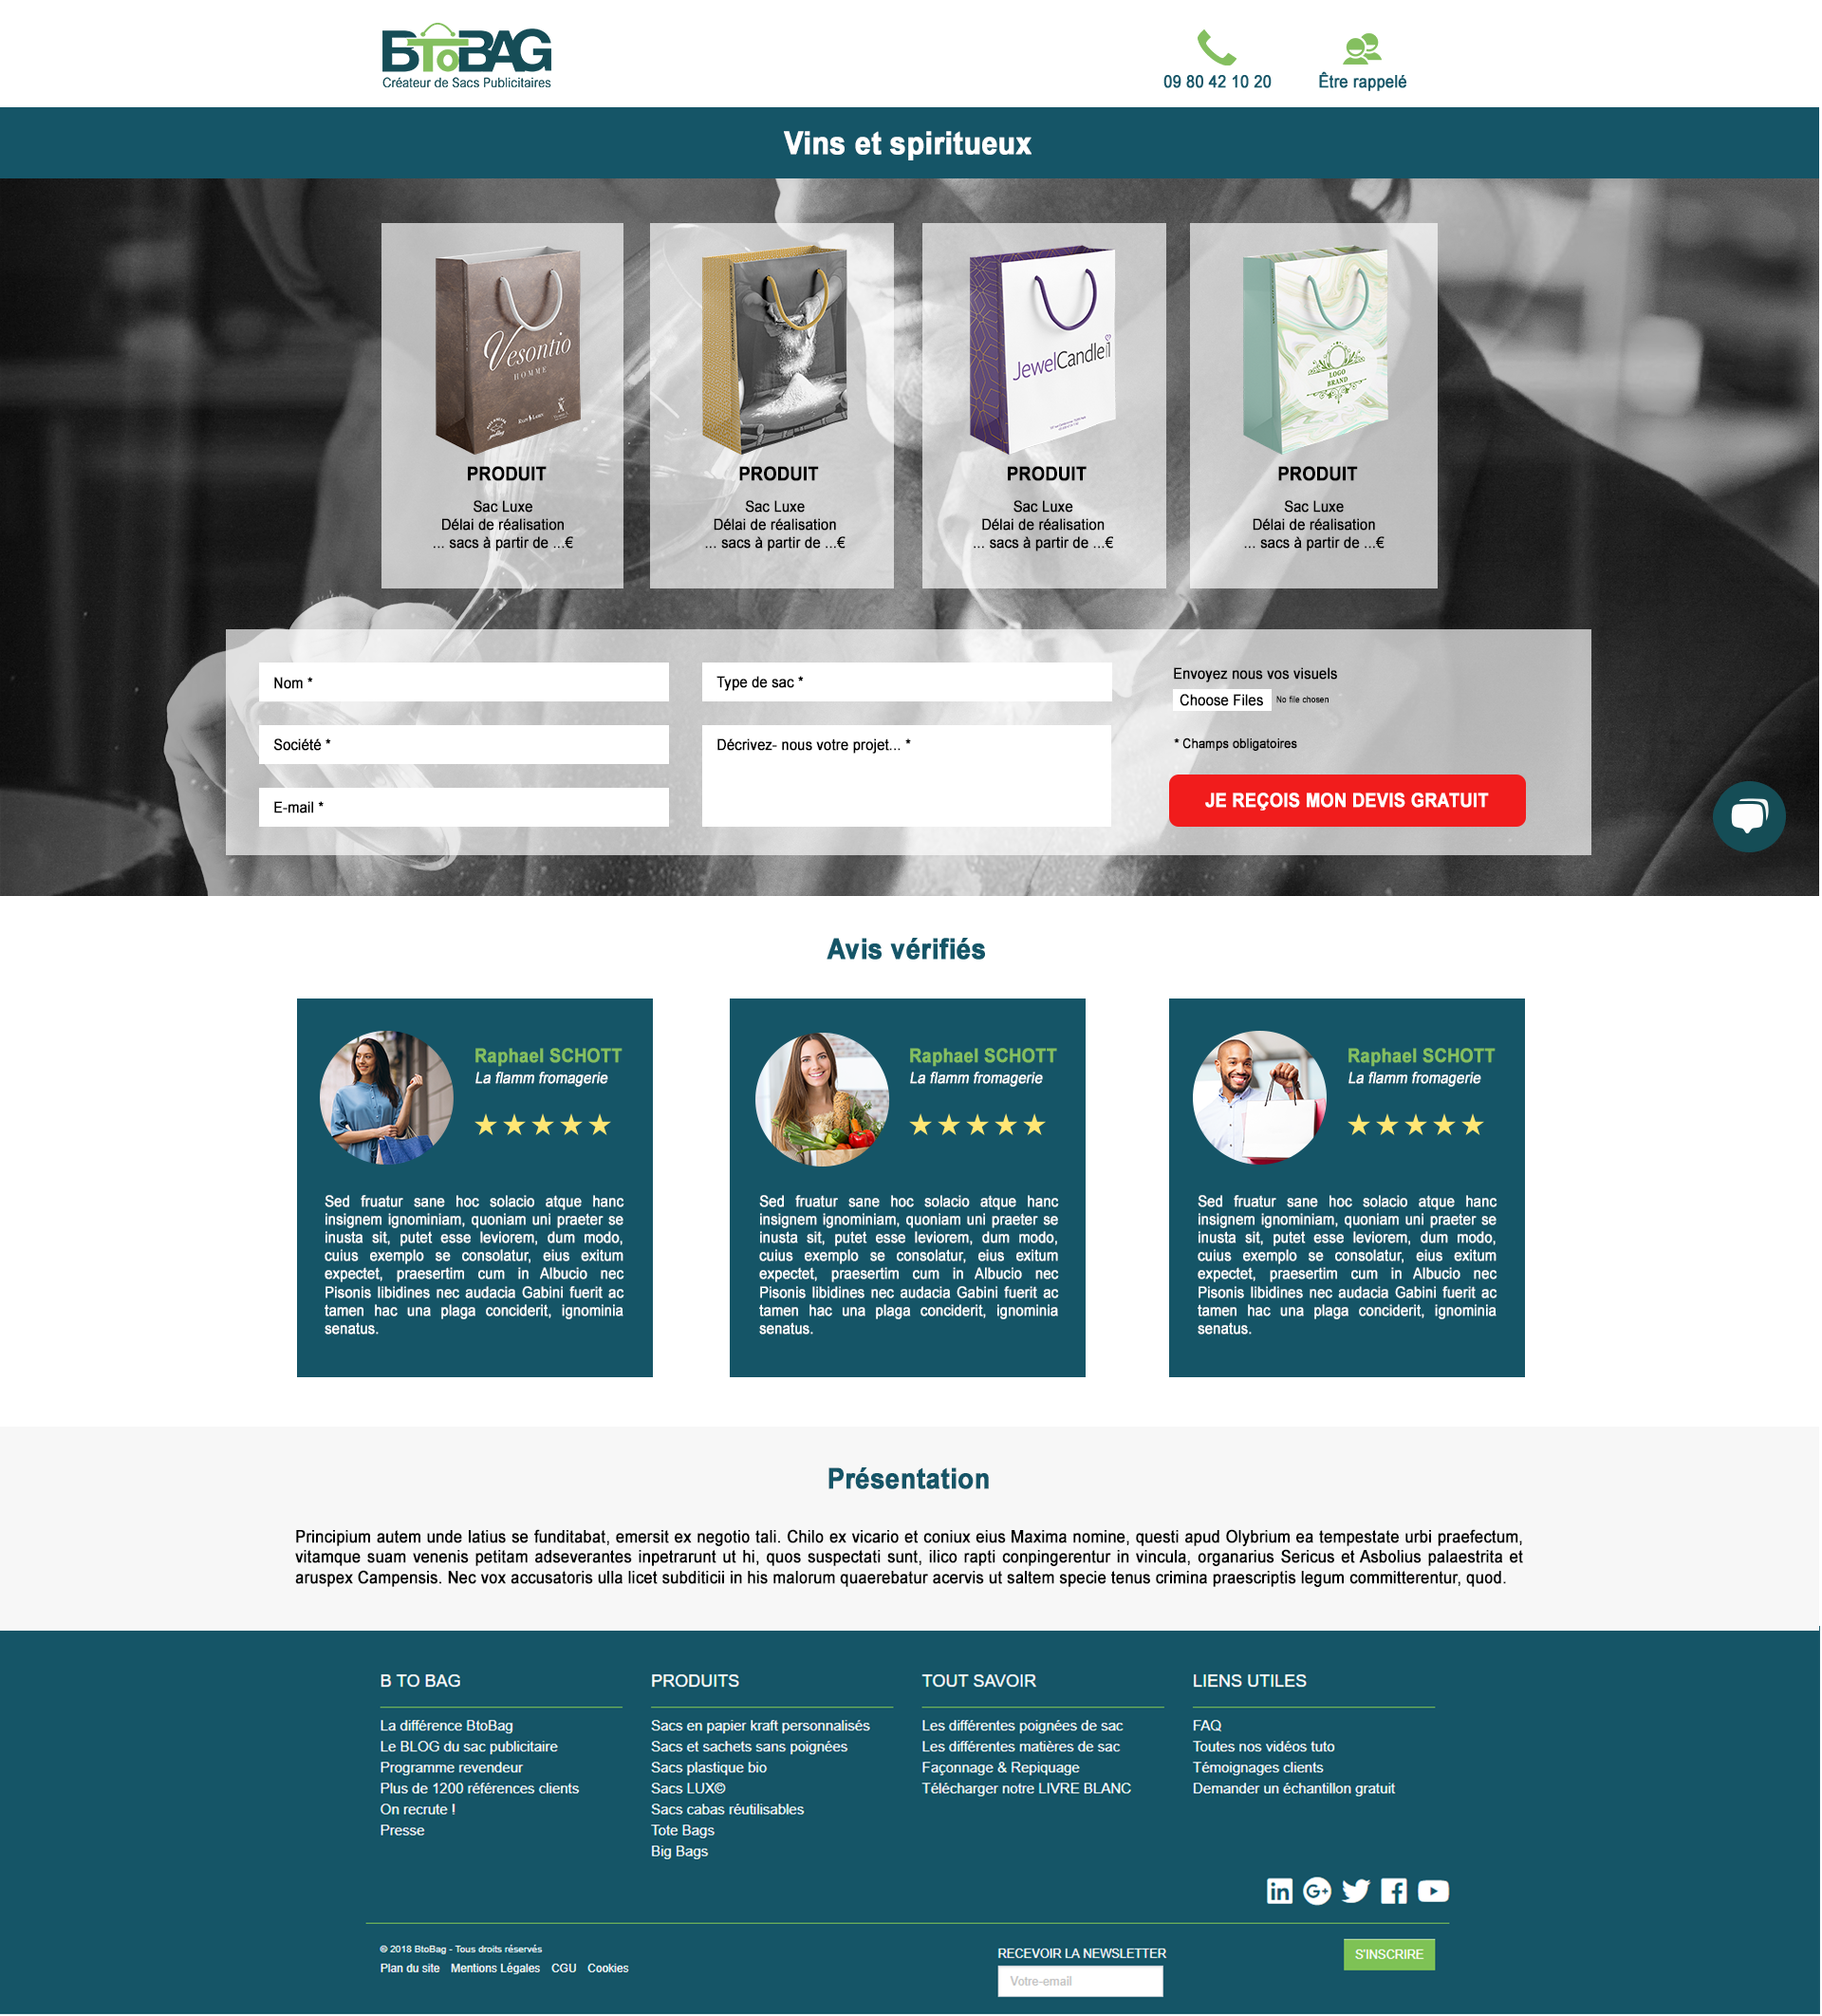 BToBAG
Créateur de Sacs Publicitaires
09 80 42 10 20
Être rappelé
Vins et spiritueux
Vesontio
HOMME
JewelCandle
LOGO
BRAND
PRODUIT
Sac Luxe
Délai de réalisation
... sacs à partir de ...€
PRODUIT
Sac Luxe
Délai de réalisation
... sacs à partir de ...€
PRODUIT
Sac Luxe
Délai de réalisation
... sacs à partir de ...€
PRODUIT
Sac Luxe
Délai de réalisation
... sacs à partir de ...€
Nom *
Société *
E-mail *
Type de sac *
Décrivez- nous votre projet... *
Envoyez nous vos visuels
Choose Files No file chosen
* Champs obligatoires
JE REÇOIS MON DEVIS GRATUIT
Avis vérifiés
Raphael SCHOTT
La flamm fromagerie
Sed fruatur sane hoc solacio atque hanc
insignem ignominiam, quoniam uni praeter se
inusta sit, putet esse leviorem, dum modo,
cuius exemplo se consolatur, eius exitum
expectet, praesertim cum in Albucio nec
Pisonis libidines nec audacia Gabini fuerit ac
tamen hac una plaga conciderit, ignominia
senatus.
Raphael SCHOTT
La flamm fromagerie
Sed fruatur sane hoc solacio atque hanc
insignem ignominiam, quoniam uni praeter se
inusta sit, putet esse leviorem, dum modo,
cuius exemplo se consolatur, eius exitum
expectet, praesertim cum in Albucio nec
Pisonis libidines nec audacia Gabini fuerit ac
tamen hac una plaga conciderit, ignominia
senatus.
Raphael SCHOTT
La flamm fromagerie
Sed fruatur sane hoc solacio atque hanc
insignem ignominiam, quoniam uni praeter se
inusta sit, putet esse leviorem, dum modo,
cuius exemplo se consolatur, eius exitum
expectet, praesertim cum in Albucio nec
Pisonis libidines nec audacia Gabini fuerit ac
tamen hac una plaga conciderit, ignominia
senatus.
Présentation
Principium autem unde latius se funditabat, emersit ex negotio tali. Chilo ex vicario et coniux eius Maxima nomine, questi apud Olybrium ea tempestate urbi praefectum,
vitamque suam venenis petitam adseverantes inpetrarunt ut hi, quos suspectati sunt, ilico rapti conpingerentur in vincula, organarius Sericus et Asbolius palaestrita et
aruspex Campensis. Nec vox accusatoris ulla licet subditicii in his malorum quaerebatur acervis ut saltem specie tenus crimina praescriptis legum committerentur, quod.
B TO BAG
La différence BtoBag
Le BLOG du sac publicitaire
Programme revendeur
Plus de 1200 références clients
On recrute !
Presse
PRODUITS
Sacs en papier kraft personnalisés
Sacs et sachets sans poignées
Sacs plastique bio
Sacs LUX©
Sacs cabas réutilisables
Tote Bags
Big Bags
TOUT SAVOIR
Les différentes poignées de sac
Les différentes matières de sac
Façonnage & Repiquage
Télécharger notre LIVRE BLANC
LIENS UTILES
FAQ
Toutes nos vidéos tuto
Témoignages clients
Demander un échantillon gratuit
© 2018 BtoBag - Tous droits réservés
Plan du site Mentions Légales CGU Cookies
RECEVOIR LA NEWSLETTER
Votre-email
S'INSCRIRE